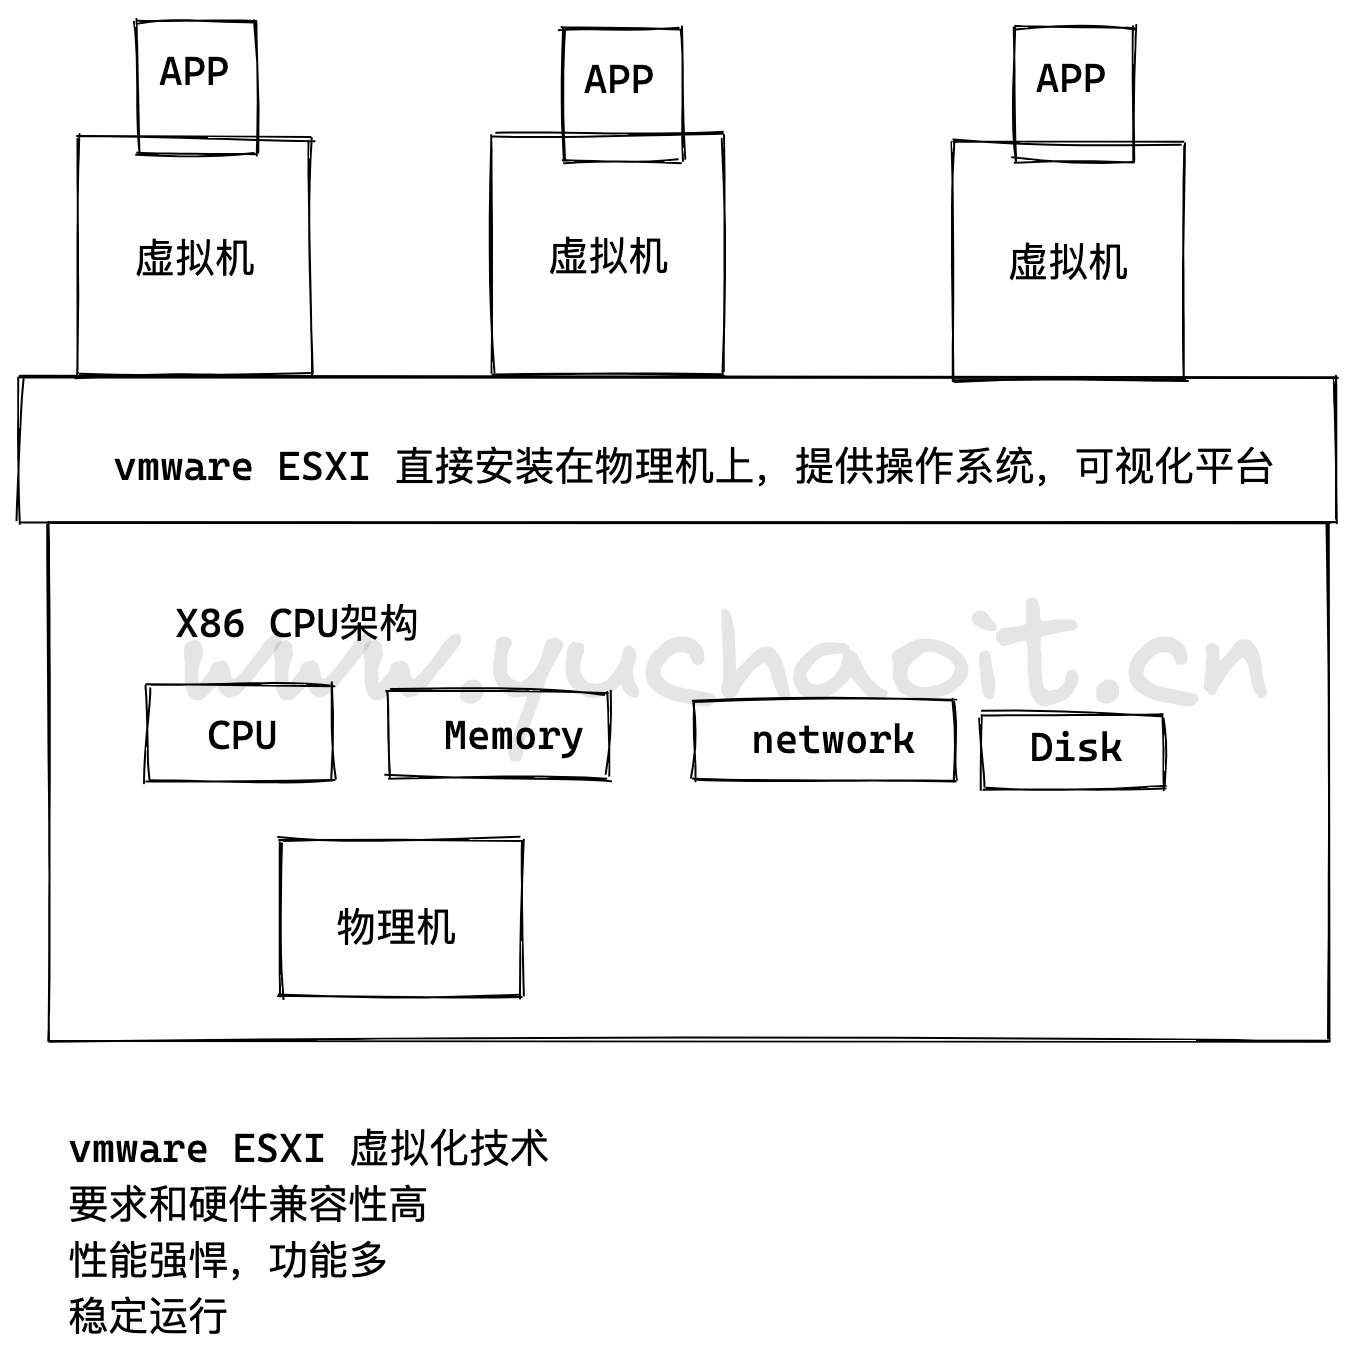 APP
APP
APP
虚拟机
虚拟机
虚拟机
vmware ESXI 直接安装在物理机上，提供操作系统，可视化平台
X86 CPU架构
www.yuchaoit.cn
CPU
Memory
network
Disk
物理机
vmware ESXI 虚拟化技术
要求和硬件兼容性高
性能强悍，功能多
稳定运行